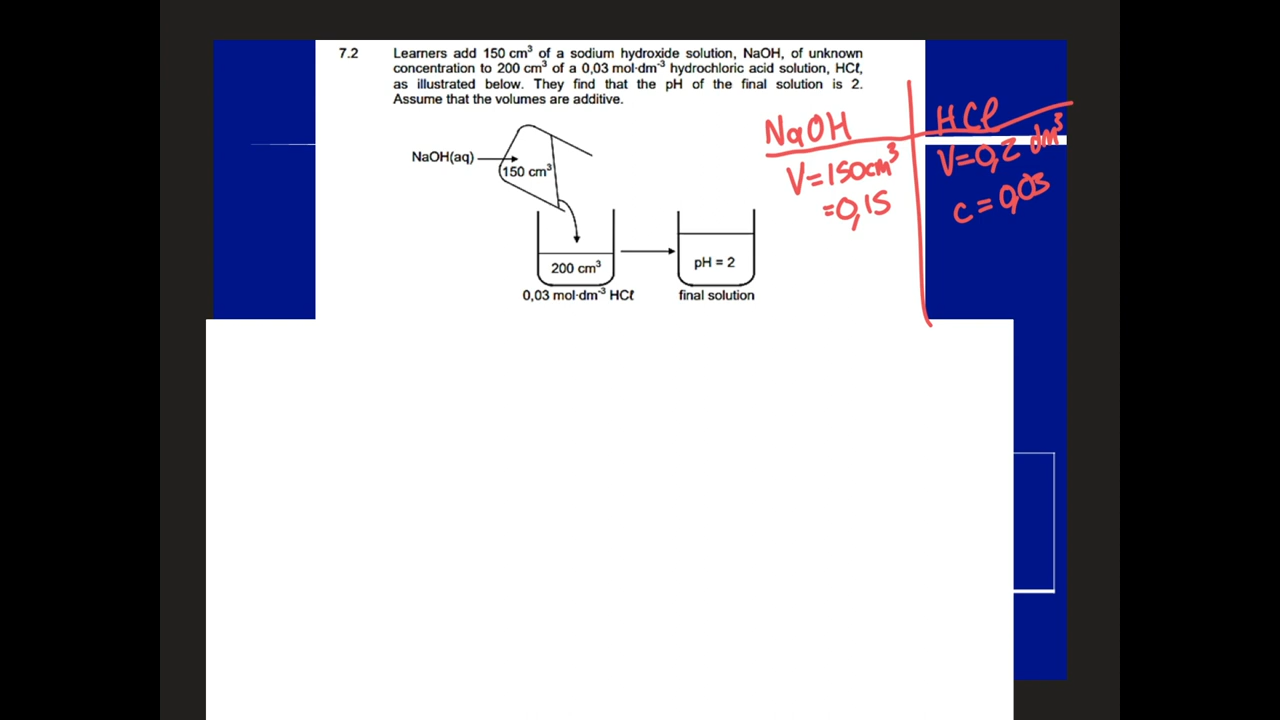 7.2 Learners add 150 cm³ of a sodium hydroxide solution, NaOH, of unknown
concentration to 200 cm³ of a 0,03 mol·dm⁻³ hydrochloric acid solution, HCℓ,
as illustrated below. They find that the pH of the final solution is 2.
Assume that the volumes are additive.
NaOH(aq)
150 cm³
200 cm³
pH = 2
0,03 mol·dm⁻³ HCℓ
final solution
NaOH
V=150cm³
=0,15
HCl
V=0,2 dm³
c=0,03